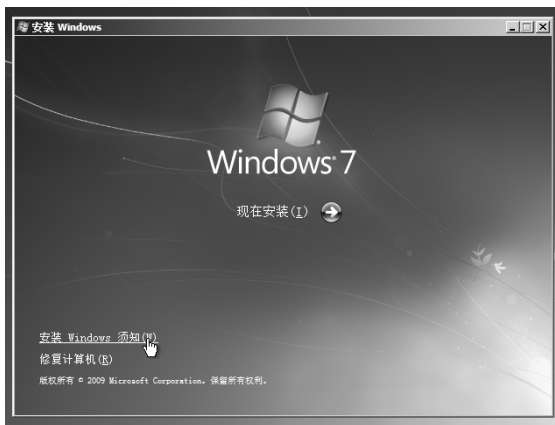 安装 Windows
Windows 7
现在安装(I)
安装 Windows 须知(W)
修复计算机(R)
版权所有 © 2009 Microsoft Corporation。保留所有权利。